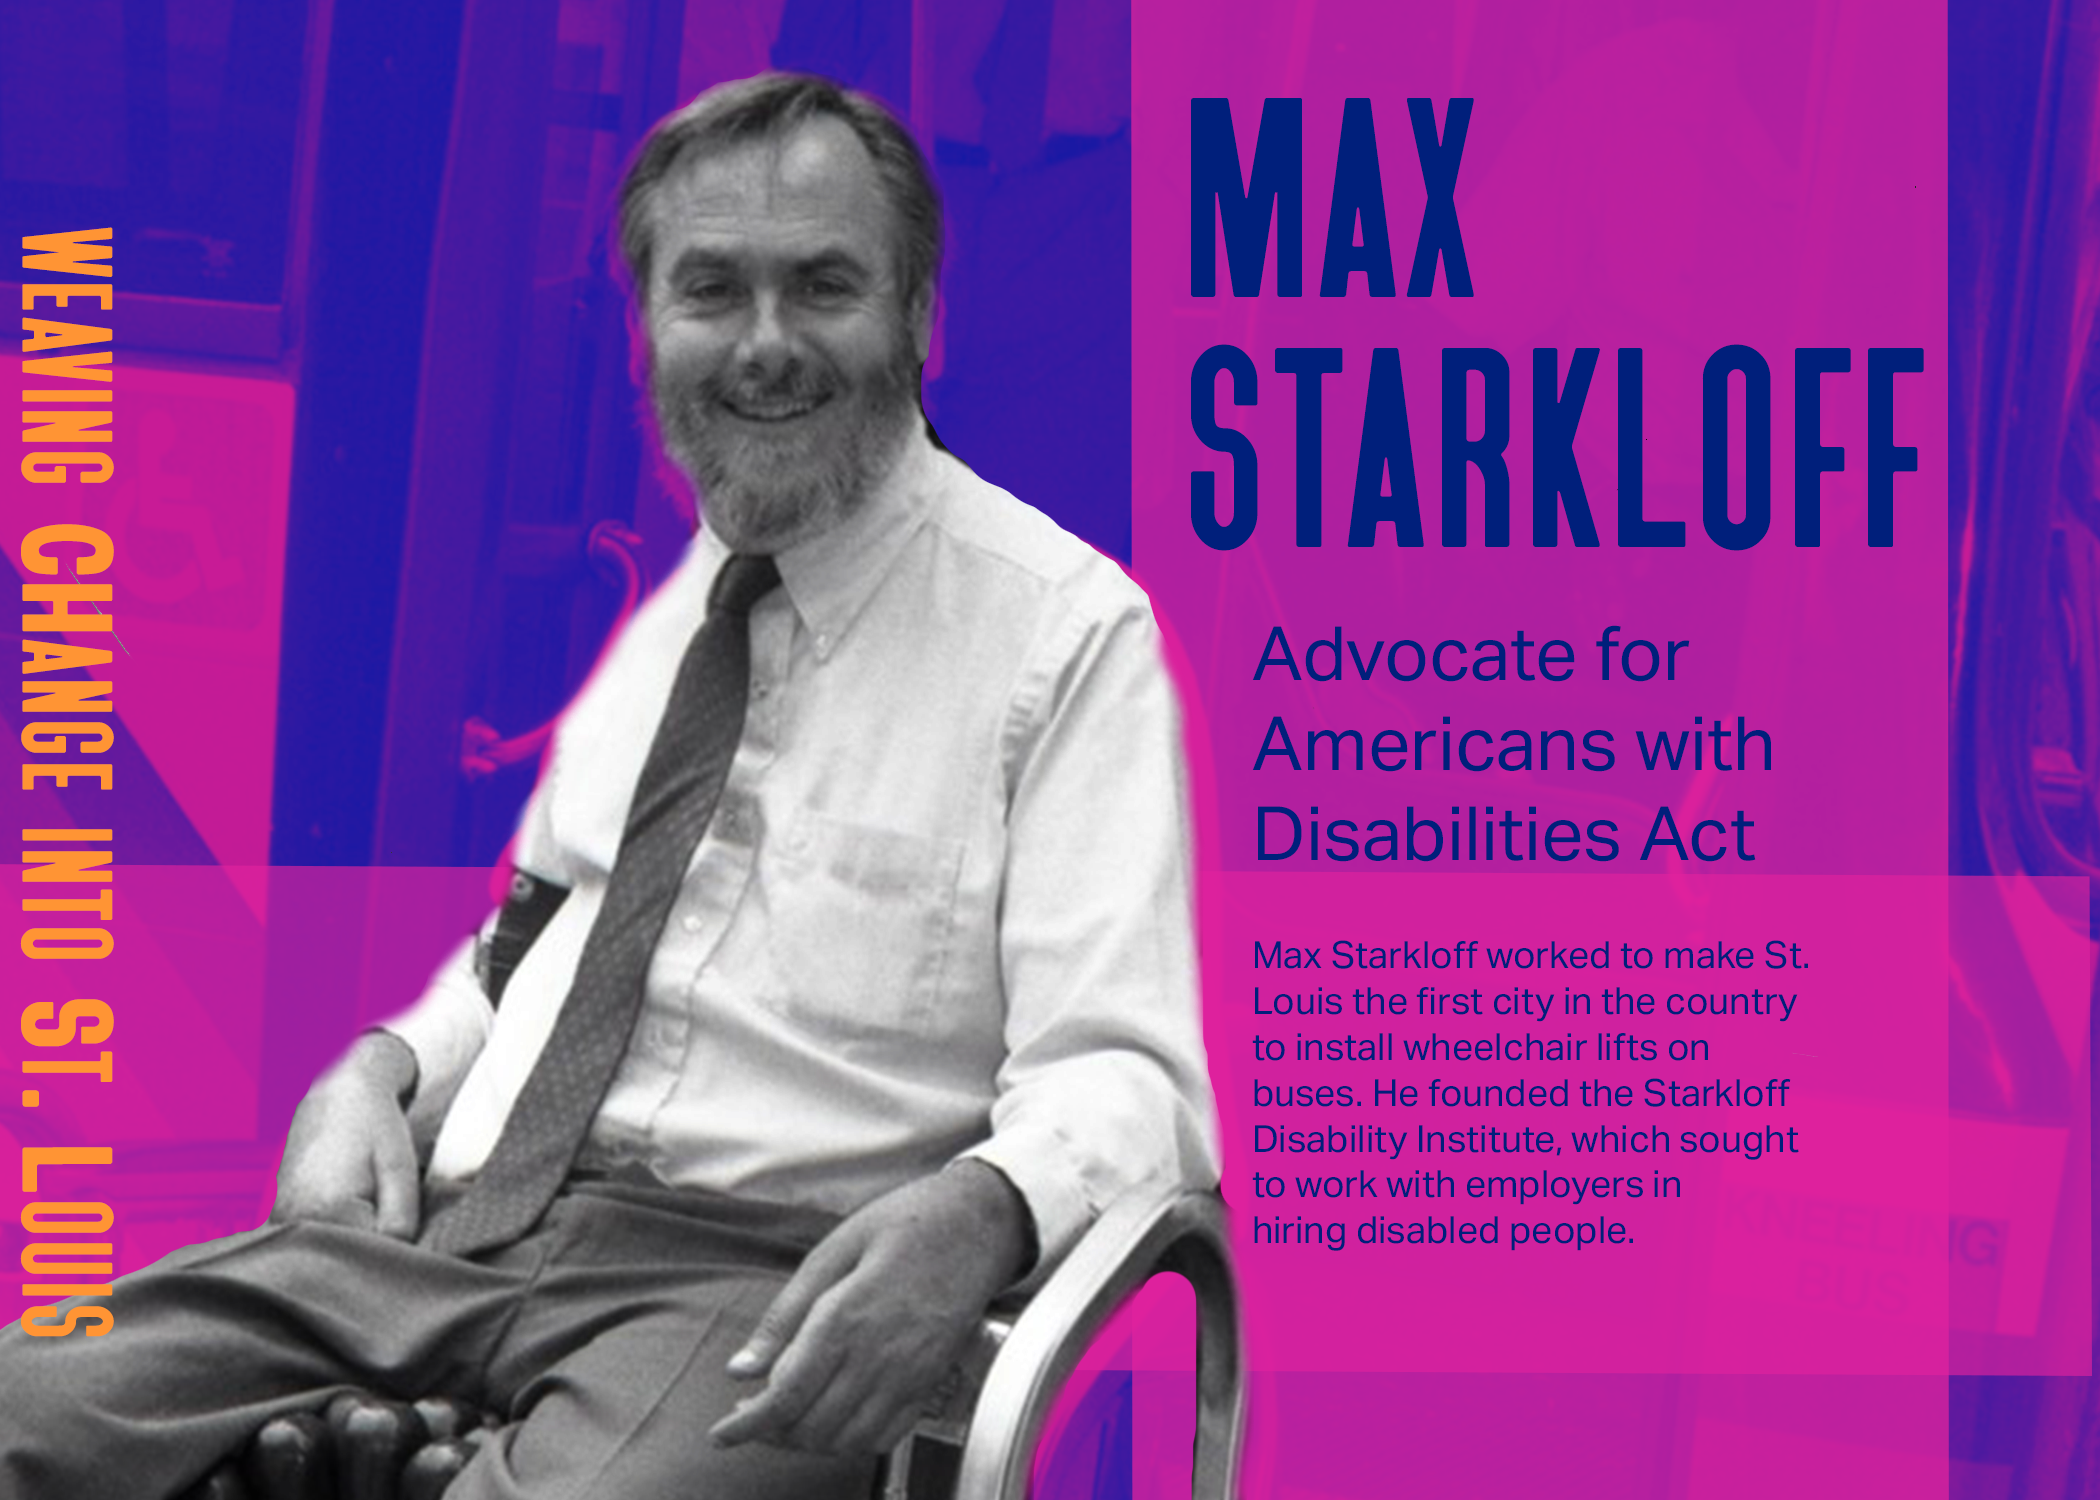 WEAVING CHANGE INTO ST. LOUIS
MAX
STARKLOFF
Advocate for
Americans with
Disabilities Act
Max Starkloff worked to make St.
Louis the first city in the country
to install wheelchair lifts on
buses. He founded the Starkloff
Disability Institute, which sought
to work with employers in
hiring disabled people.
KNEELING
BUS